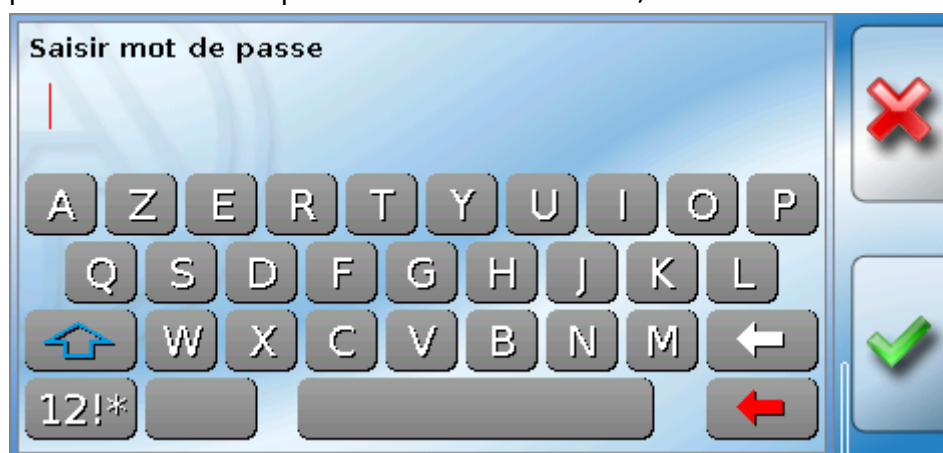 Saisir mot de passe
A Z E R T Y U I O P
Q S D F G H J K L
W X C V B N M
12!*